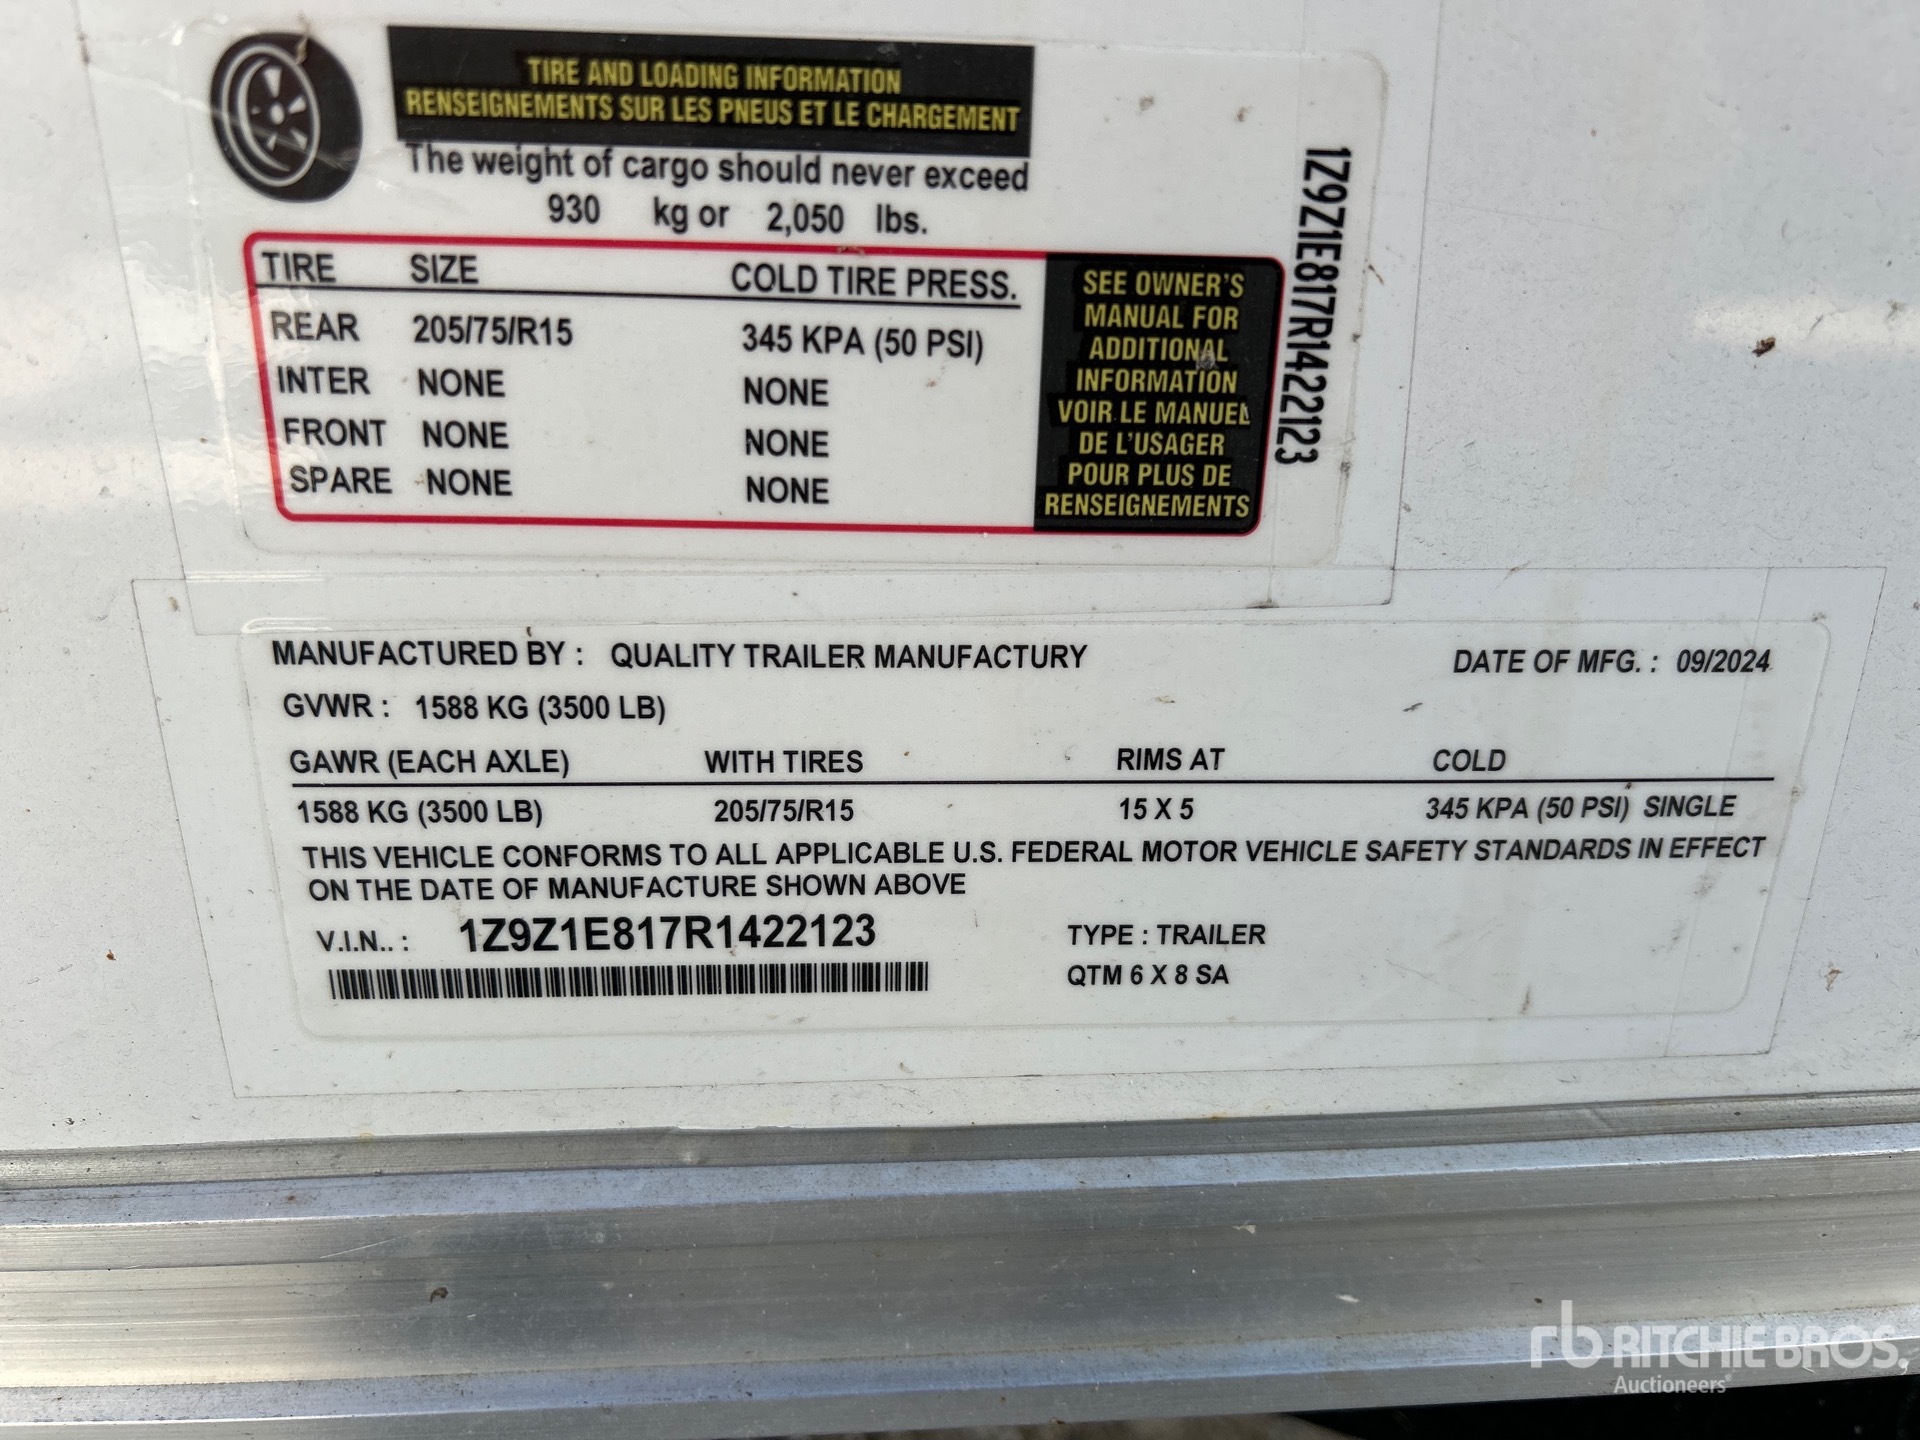 TIRE AND LOADING INFORMATION
RENSEIGNEMENTS SUR LES PNEUS ET LE CHARGEMENT
The weight of cargo should never exceed
930 kg or 2,050 lbs.
TIRE SIZE COLD TIRE PRESS.
REAR 205/75/R15 345 KPA (50 PSI)
INTER NONE NONE
FRONT NONE NONE
SPARE NONE NONE
SEE OWNER'S
MANUAL FOR
ADDITIONAL
INFORMATION
VOIR LE MANUEL
DE L'USAGER
POUR PLUS DE
RENSEIGNEMENTS
1Z9Z1E817R1422123
MANUFACTURED BY : QUALITY TRAILER MANUFACTURY DATE OF MFG. : 09/2024
GVWR : 1588 KG (3500 LB)
GAWR (EACH AXLE) WITH TIRES RIMS AT COLD
1588 KG (3500 LB) 205/75/R15 15 X 5 345 KPA (50 PSI) SINGLE
THIS VEHICLE CONFORMS TO ALL APPLICABLE U.S. FEDERAL MOTOR VEHICLE SAFETY STANDARDS IN EFFECT
ON THE DATE OF MANUFACTURE SHOWN ABOVE
V.I.N.. : 1Z9Z1E817R1422123 TYPE : TRAILER
QTM 6 X 8 SA
rb RITCHIE BROS.
Auctioneers